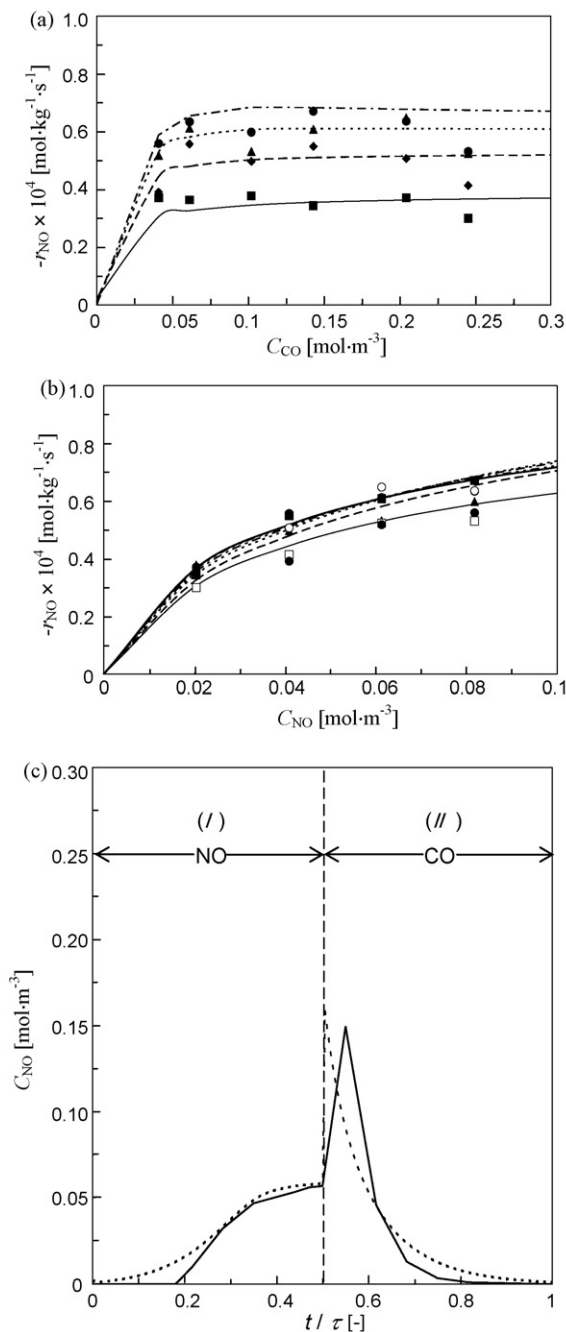 (a)
1.0
0.8
0.6
0.4
0.2
0
-rNO × 10⁴ [mol·kg⁻¹·s⁻¹]
0 0.05 0.1 0.15 0.2 0.25 0.3
CCO [mol·m⁻³]
(b)
1.0
0.8
0.6
0.4
0.2
0
-rNO × 10⁴ [mol·kg⁻¹·s⁻¹]
0 0.02 0.04 0.06 0.08 0.1
CNO [mol·m⁻³]
(c)
0.30
0.25
0.20
0.15
0.10
0.05
0
CNO [mol·m⁻³]
(I) (II)
NO CO
0 0.2 0.4 0.6 0.8 1
t / τ [-]